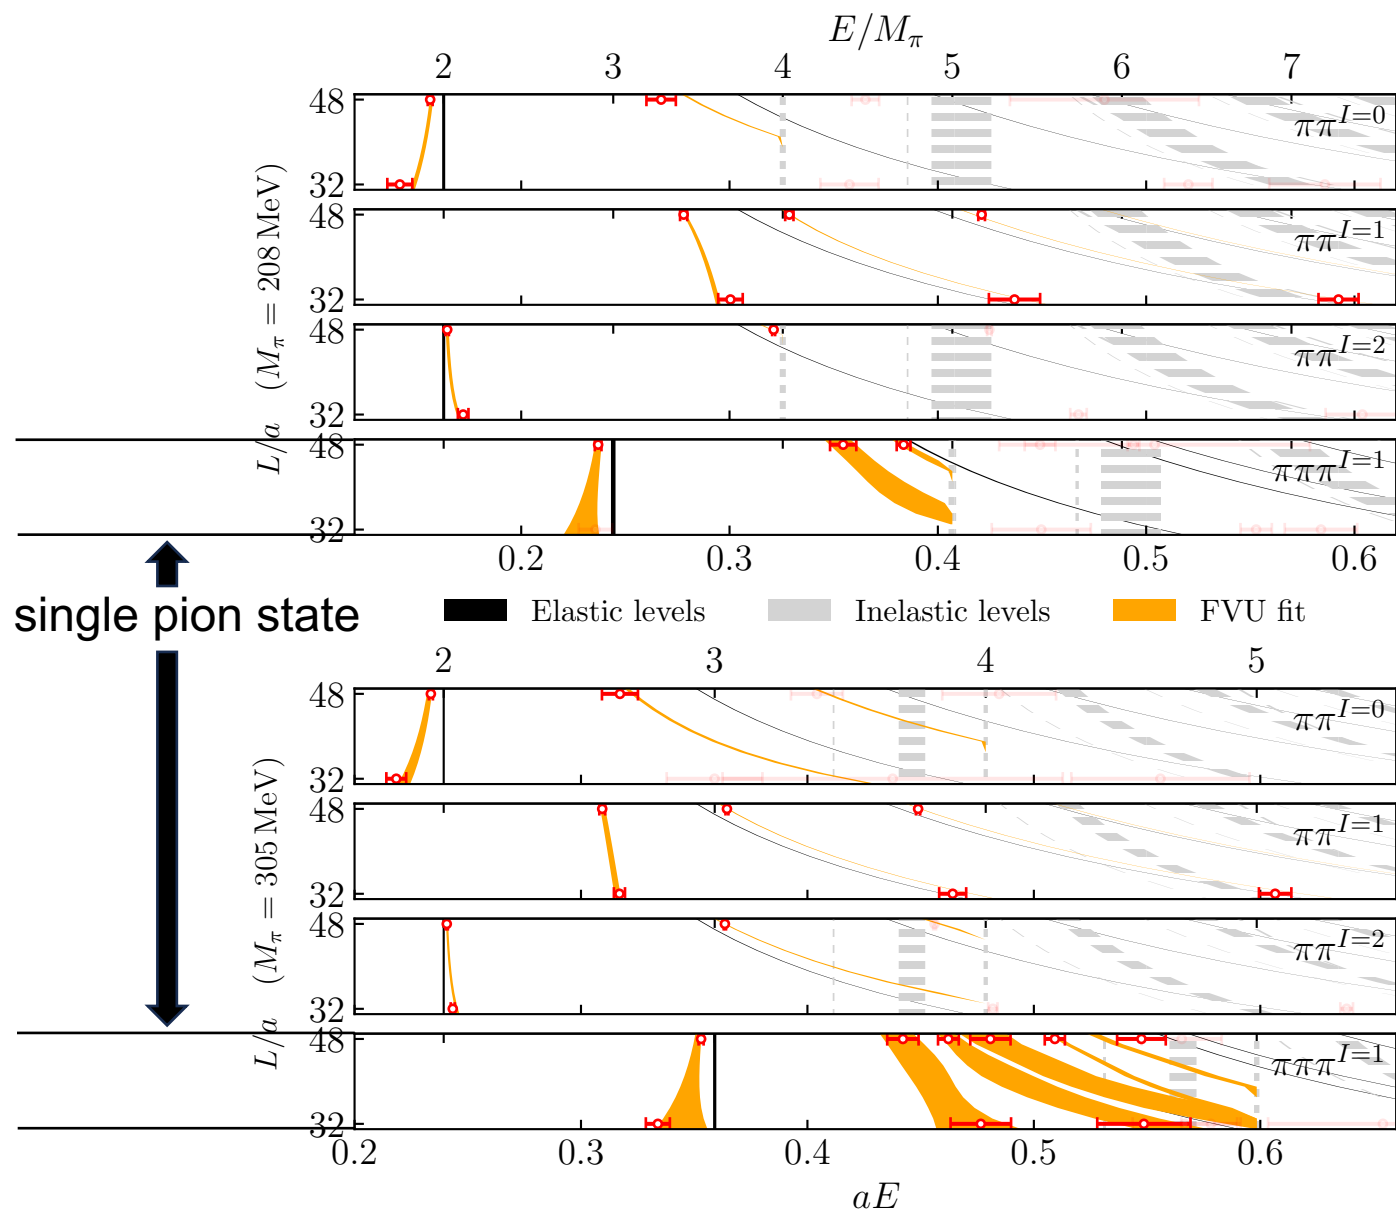 E/M_π
2 3 4 5 6 7
48 ππ^{I=0}
32
48 ππ^{I=1}
32
48 ππ^{I=2}
32
48 πππ^{I=1}
32
L/a (M_π = 208 MeV)
0.2 0.3 0.4 0.5 0.6
single pion state
Elastic levels Inelastic levels FVU fit
2 3 4 5
48 ππ^{I=0}
32
48 ππ^{I=1}
32
48 ππ^{I=2}
32
48 πππ^{I=1}
32
L/a (M_π = 305 MeV)
0.2 0.3 0.4 0.5 0.6
aE